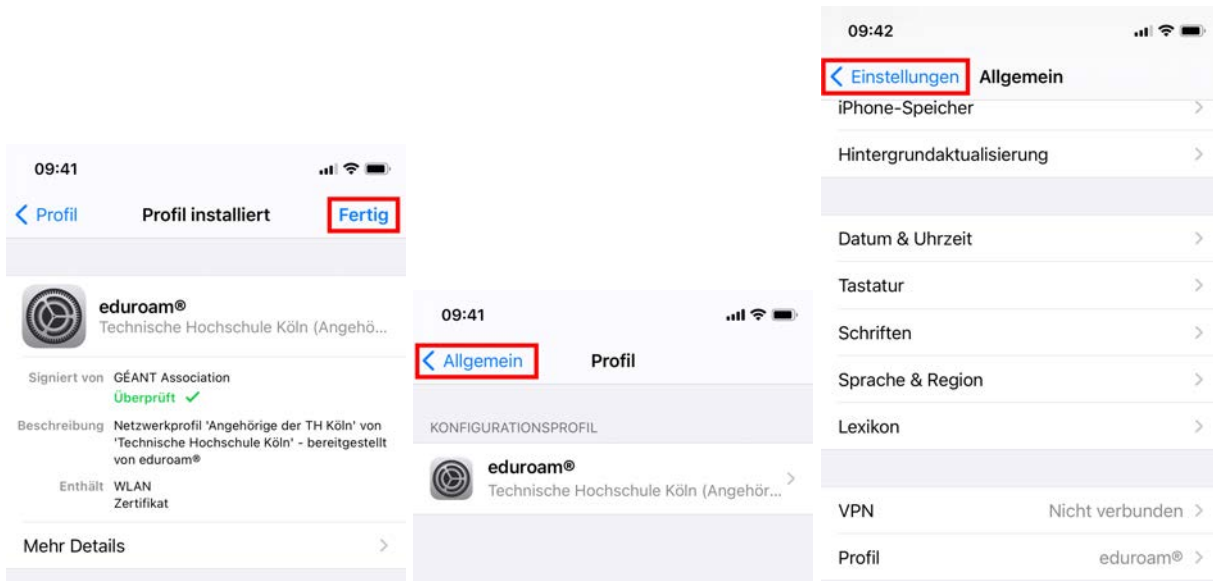 09:41
Profil
Profil installiert
Fertig
eduroam®
Technische Hochschule Köln (Angehö...
Signiert von GÉANT Association
Überprüft ✓
Beschreibung Netzwerkprofil 'Angehörige der TH Köln' von
'Technische Hochschule Köln' - bereitgestellt
von eduroam®
Enthält WLAN
Zertifikat
Mehr Details
09:41
Allgemein
Profil
KONFIGURATIONSPROFIL
eduroam®
Technische Hochschule Köln (Angehör...
09:42
Einstellungen
Allgemein
iPhone-Speicher
Hintergrundaktualisierung
Datum & Uhrzeit
Tastatur
Schriften
Sprache & Region
Lexikon
VPN Nicht verbunden
Profil eduroam®